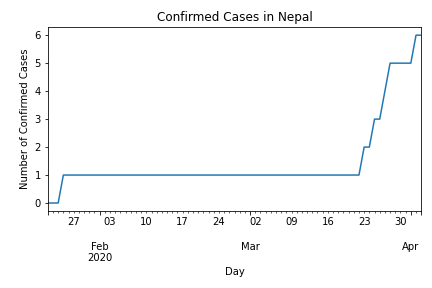 Confirmed Cases in Nepal
Number of Confirmed Cases
6
5
4
3
2
1
0
27 03 10 17 24 02 09 16 23 30
Feb Mar Apr
2020
Day